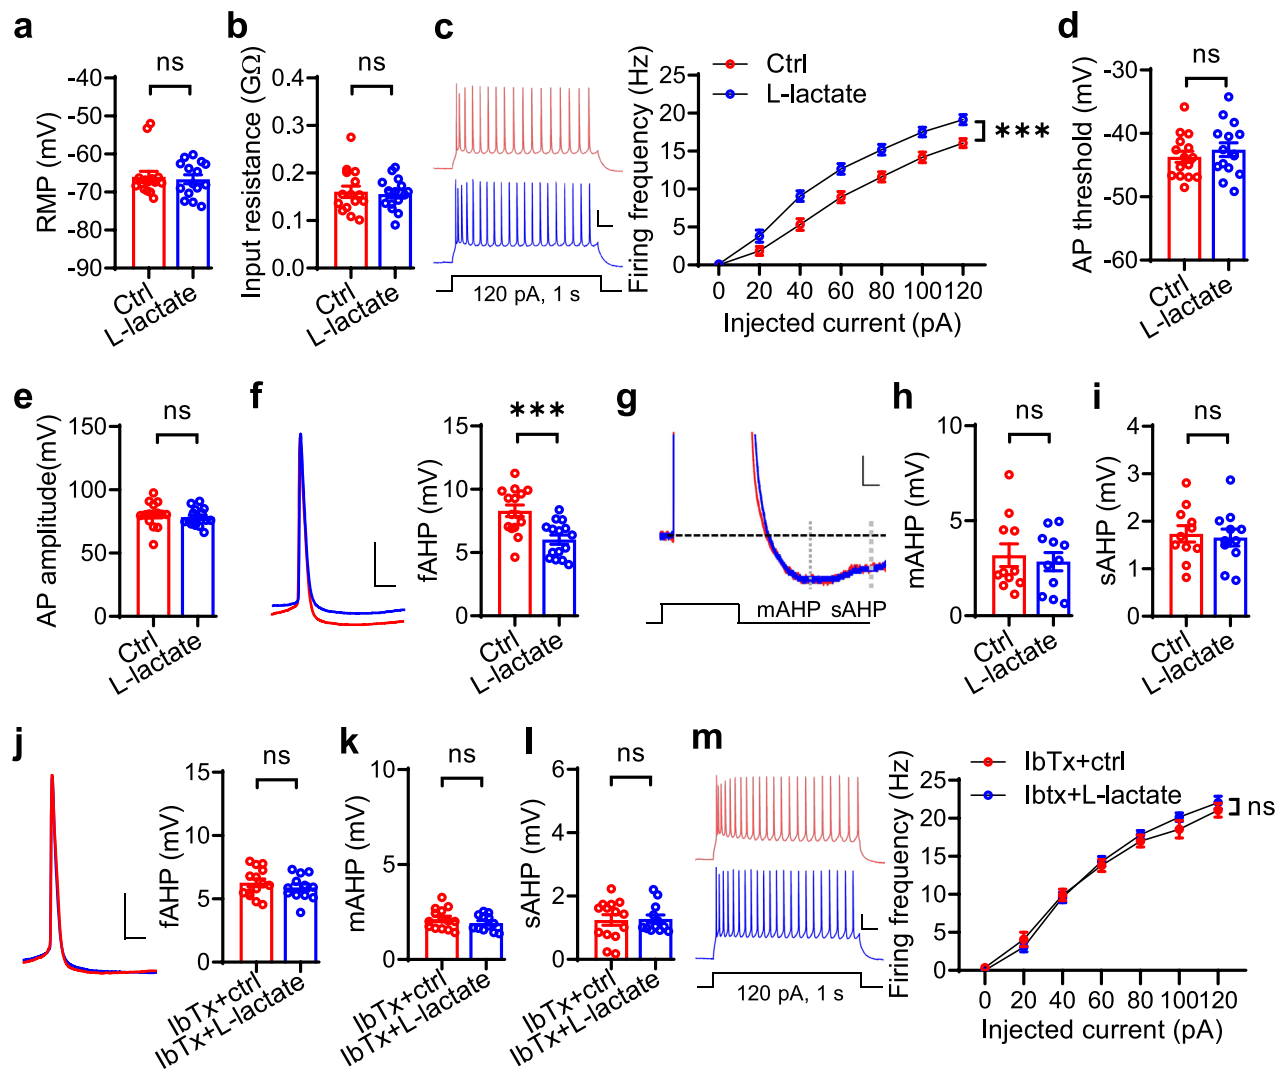 a
ns
RMP (mV)
-40
-50
-60
-70
-80
-90
Ctrl
L-lactate
b
ns
Input resistance (GΩ)
0.4
0.3
0.2
0.1
0.0
Ctrl
L-lactate
c
120 pA, 1 s
Firing frequency (Hz)
25
20
15
10
5
0
Ctrl
L-lactate
***
0 20 40 60 80 100 120
Injected current (pA)
d
ns
AP threshold (mV)
-30
-40
-50
-60
Ctrl
L-lactate
e
ns
AP amplitude(mV)
150
100
50
0
Ctrl
L-lactate
f
***
fAHP (mV)
15
10
5
0
Ctrl
L-lactate
g
mAHP sAHP
h
ns
mAHP (mV)
10
5
0
Ctrl
L-lactate
i
ns
sAHP (mV)
4
3
2
1
0
Ctrl
L-lactate
j
ns
fAHP (mV)
15
10
5
0
IbTx+ctrl
IbTx+L-lactate
k
ns
mAHP (mV)
10
5
0
IbTx+ctrl
IbTx+L-lactate
l
ns
sAHP (mV)
6
4
2
0
IbTx+ctrl
IbTx+L-lactate
m
120 pA, 1 s
Firing frequency (Hz)
25
20
15
10
5
0
IbTx+ctrl
Ibtx+L-lactate
ns
0 20 40 60 80 100 120
Injected current (pA)